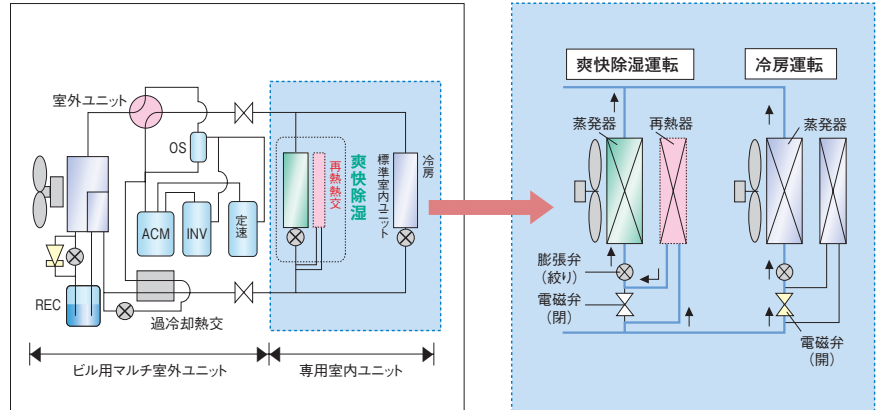 室外ユニット
OS
ACM
INV
定速
REC
過冷却熱交
再熱熱交
爽快除湿
標準室内ユニット
冷房
ビル用マルチ室外ユニット
専用室内ユニット
爽快除湿運転
冷房運転
蒸発器
再熱器
蒸発器
膨張弁
(絞り)
電磁弁
(閉)
電磁弁
(開)